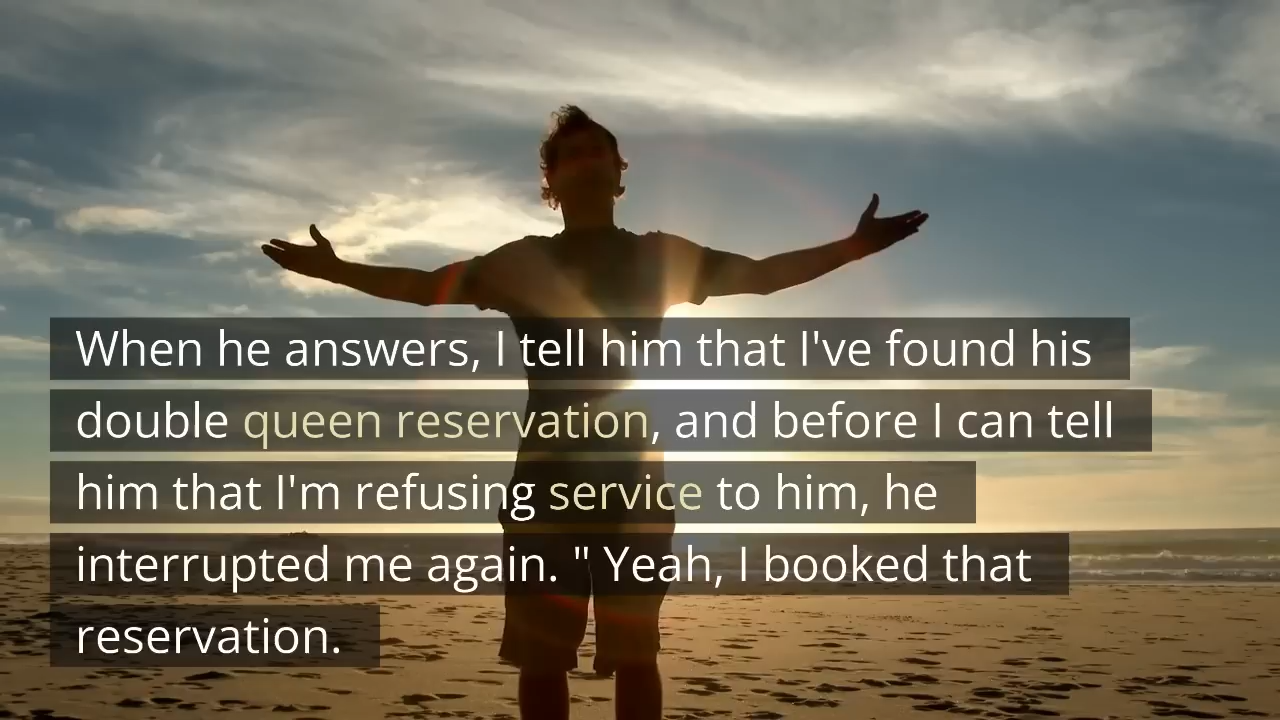 When he answers, I tell him that I've found his
double queen reservation, and before I can tell
him that I'm refusing service to him, he
interrupted me again. " Yeah, I booked that
reservation.